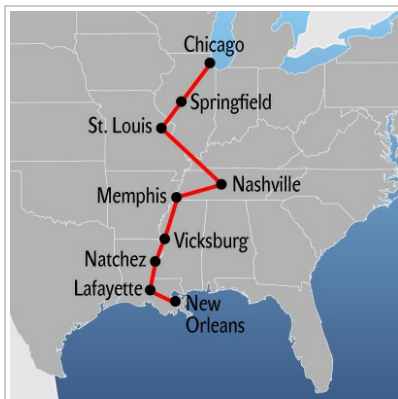 Chicago
Springfield
St. Louis
Nashville
Memphis
Vicksburg
Natchez
Lafayette
New
Orleans